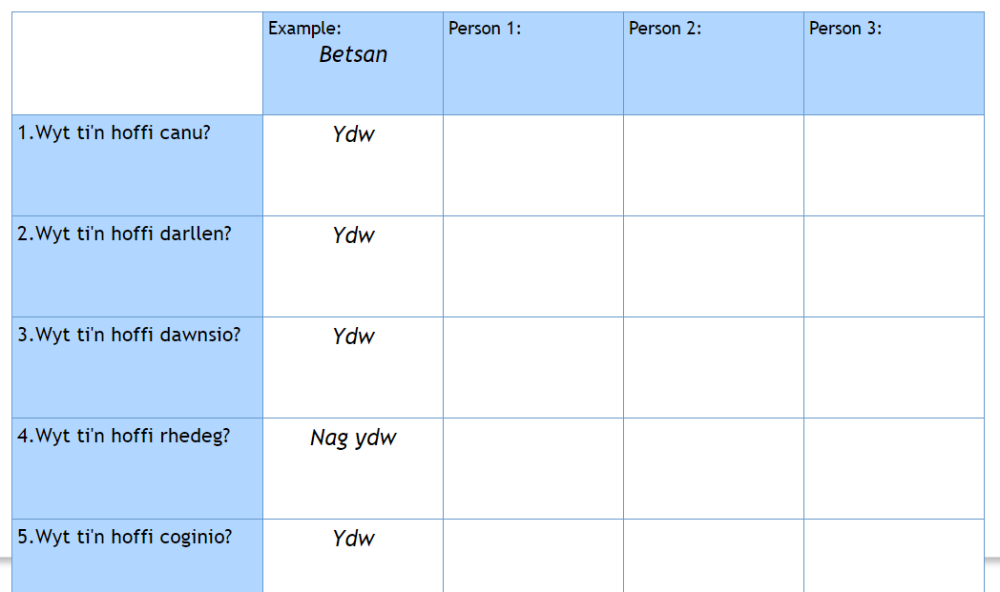 Example: Person 1: Person 2: Person 3:
Betsan
1.Wyt ti'n hoffi canu? Ydw
2.Wyt ti'n hoffi darllen? Ydw
3.Wyt ti'n hoffi dawnsio? Ydw
4.Wyt ti'n hoffi rhedeg? Nag ydw
5.Wyt ti'n hoffi coginio? Ydw